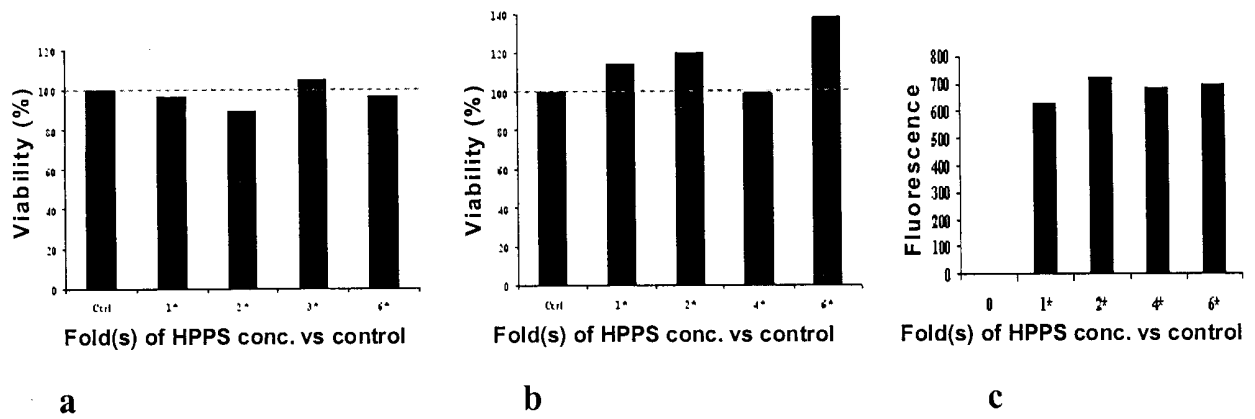 120
100
80
60
40
20
0
Viability (%)
Ctrl 1* 2* 3* 6*
Fold(s) of HPPS conc. vs control
a
140
120
100
80
60
40
20
0
Viability (%)
Ctrl 1* 2* 4* 6*
Fold(s) of HPPS conc. vs control
b
800
700
600
500
400
300
200
100
0
Fluorescence
0 1* 2* 4* 6*
Fold(s) of HPPS conc. vs control
c